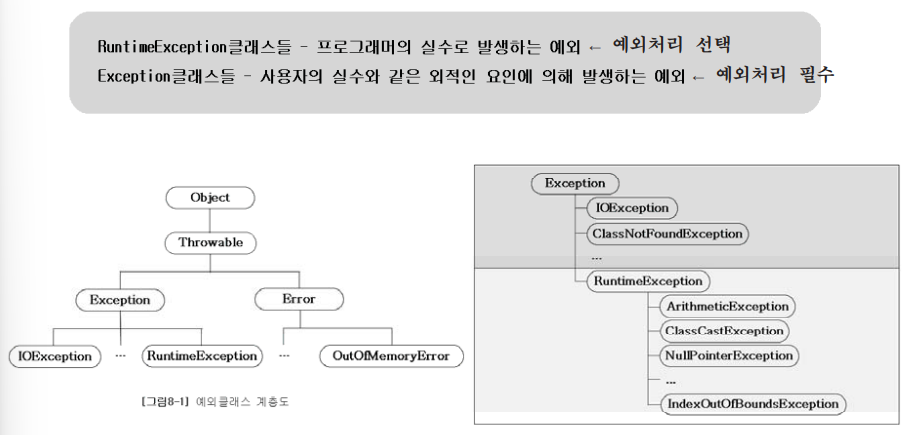 RuntimeException클래스들 - 프로그래머의 실수로 발생하는 예외 ← 예외처리 선택
Exception클래스들 - 사용자의 실수와 같은 외적인 요인에 의해 발생하는 예외 ← 예외처리 필수
Object
Throwable
Exception
Error
IOException
...
RuntimeException
...
OutOfMemoryError
[그림8-1] 예외클래스 계층도
Exception
IOException
ClassNotFoundException
...
RuntimeException
ArithmeticException
ClassCastException
NullPointerException
...
IndexOutOfBoundsException